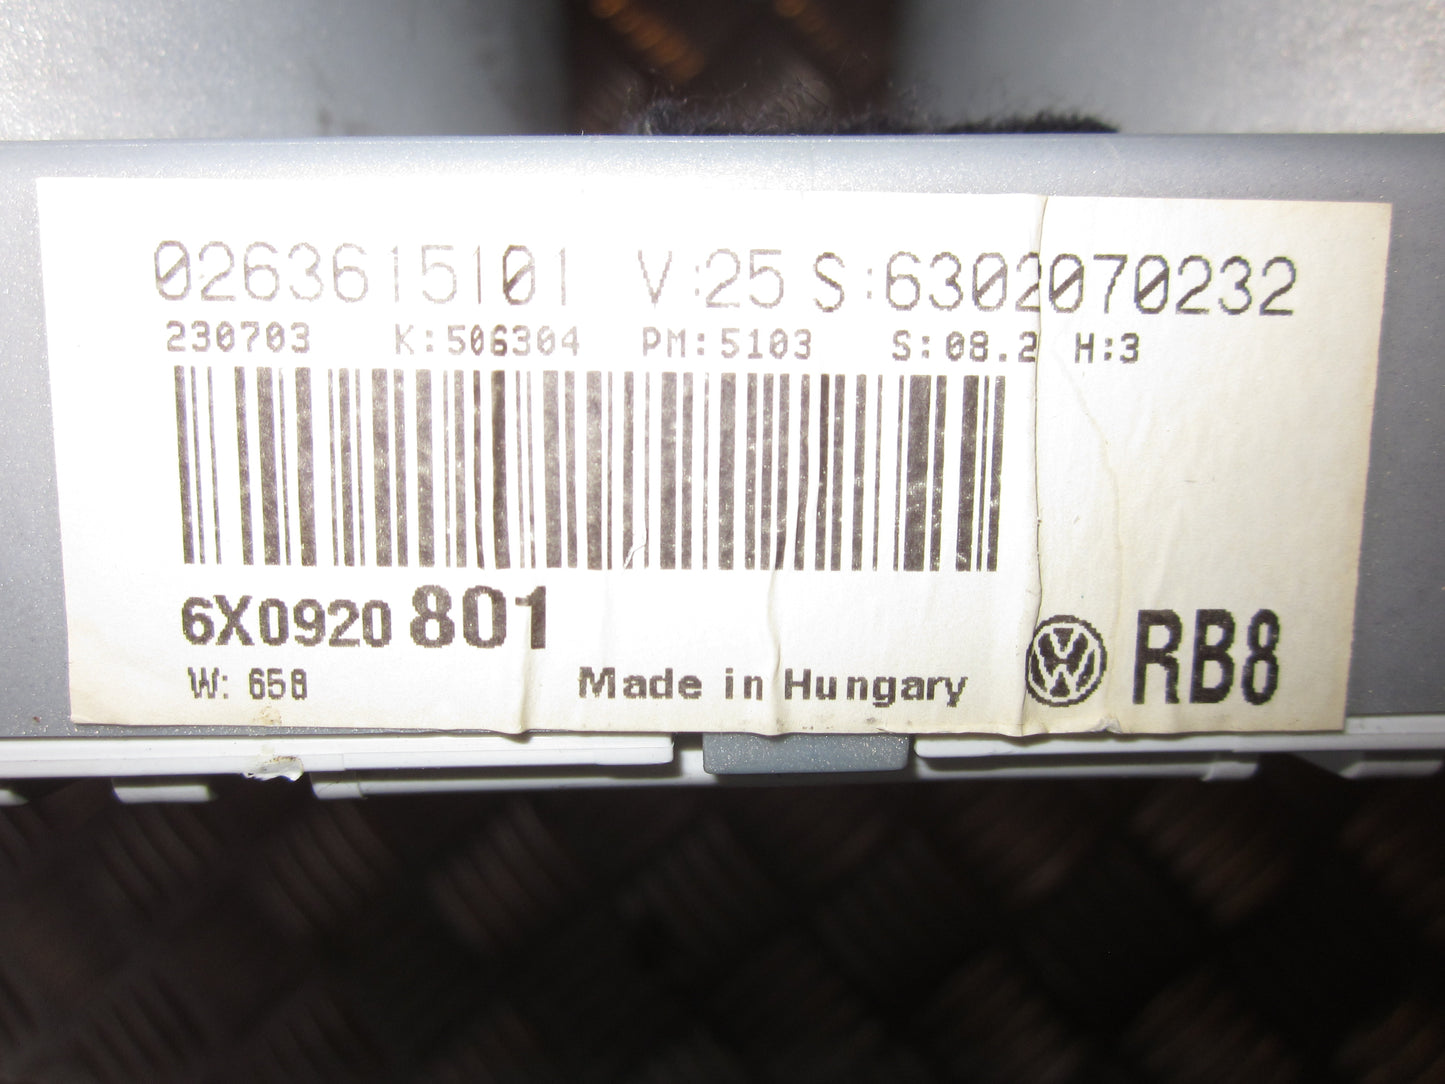 0263615101 V:25 S:6302070232
230703 K:506304 PM:5103 S:08.2 H:3
6X0920 801
W: 658 Made in Hungary RB8